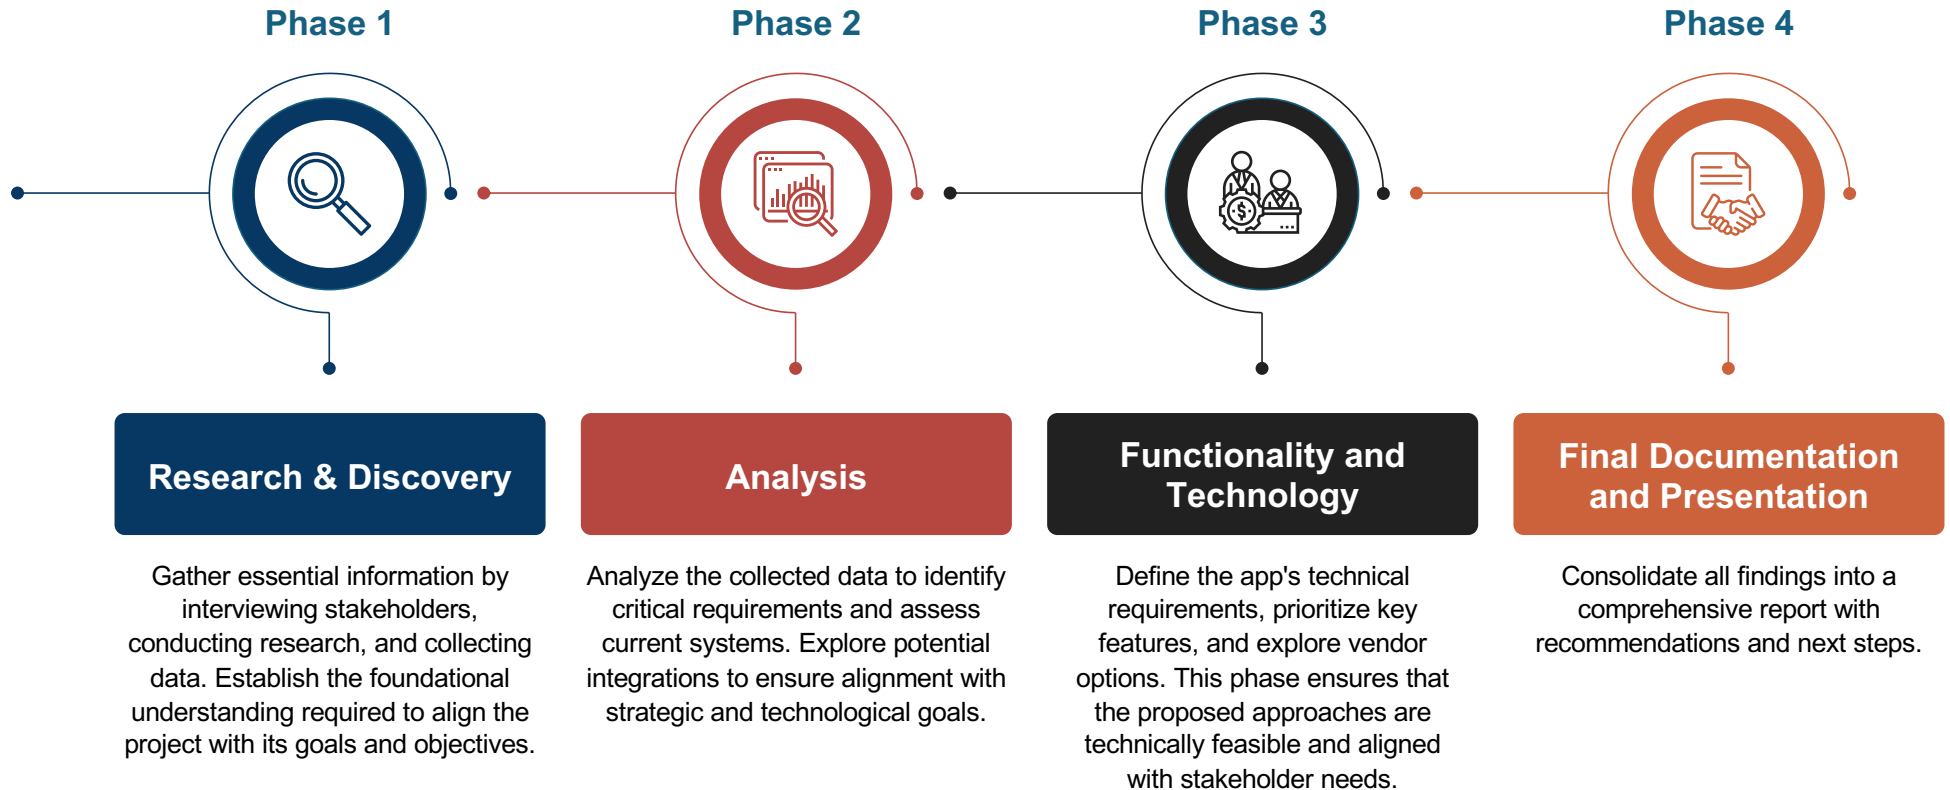 Phase 1
Phase 2
Phase 3
Phase 4
$
Research & Discovery
Analysis
Functionality and
Technology
Final Documentation
and Presentation
Gather essential information by
interviewing stakeholders,
conducting research, and collecting
data. Establish the foundational
understanding required to align the
project with its goals and objectives.
Analyze the collected data to identify
critical requirements and assess
current systems. Explore potential
integrations to ensure alignment with
strategic and technological goals.
Define the app's technical
requirements, prioritize key
features, and explore vendor
options. This phase ensures that
the proposed approaches are
technically feasible and aligned
with stakeholder needs.
Consolidate all findings into a
comprehensive report with
recommendations and next steps.